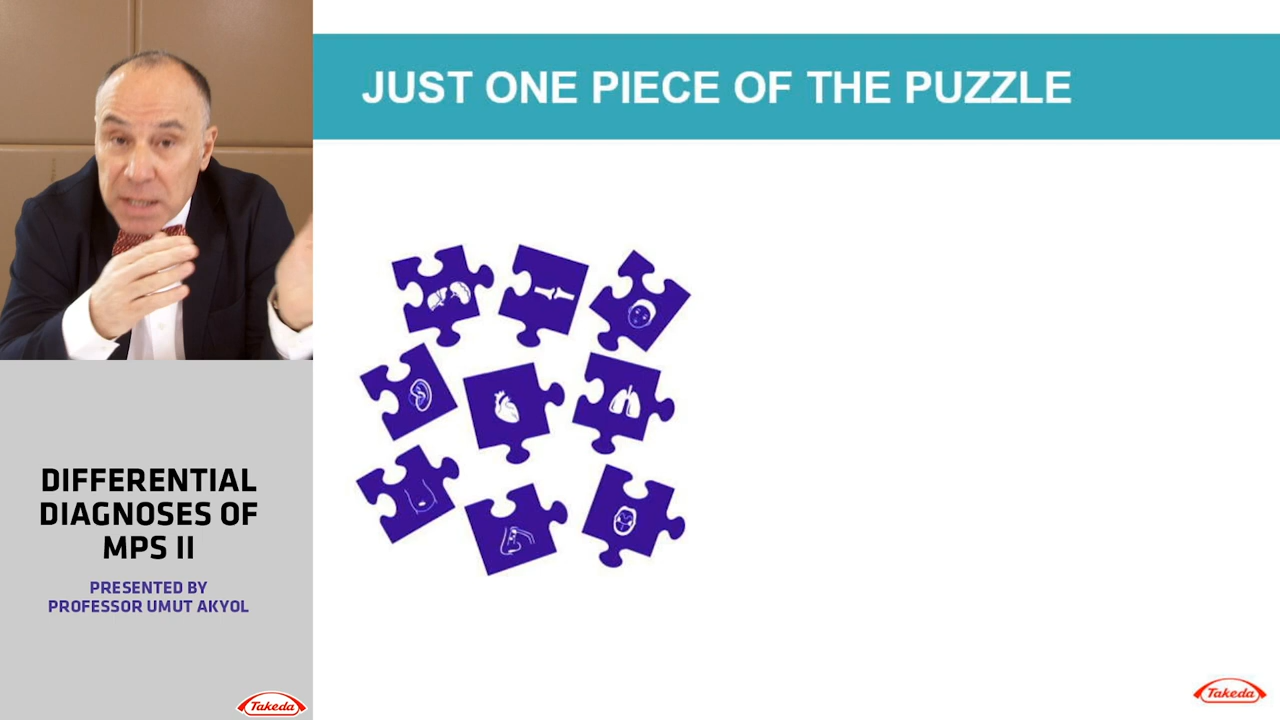 JUST ONE PIECE OF THE PUZZLE
DIFFERENTIAL
DIAGNOSES OF
MPS II
PRESENTED BY
PROFESSOR UMUT AKYOL
Takeda
Takeda